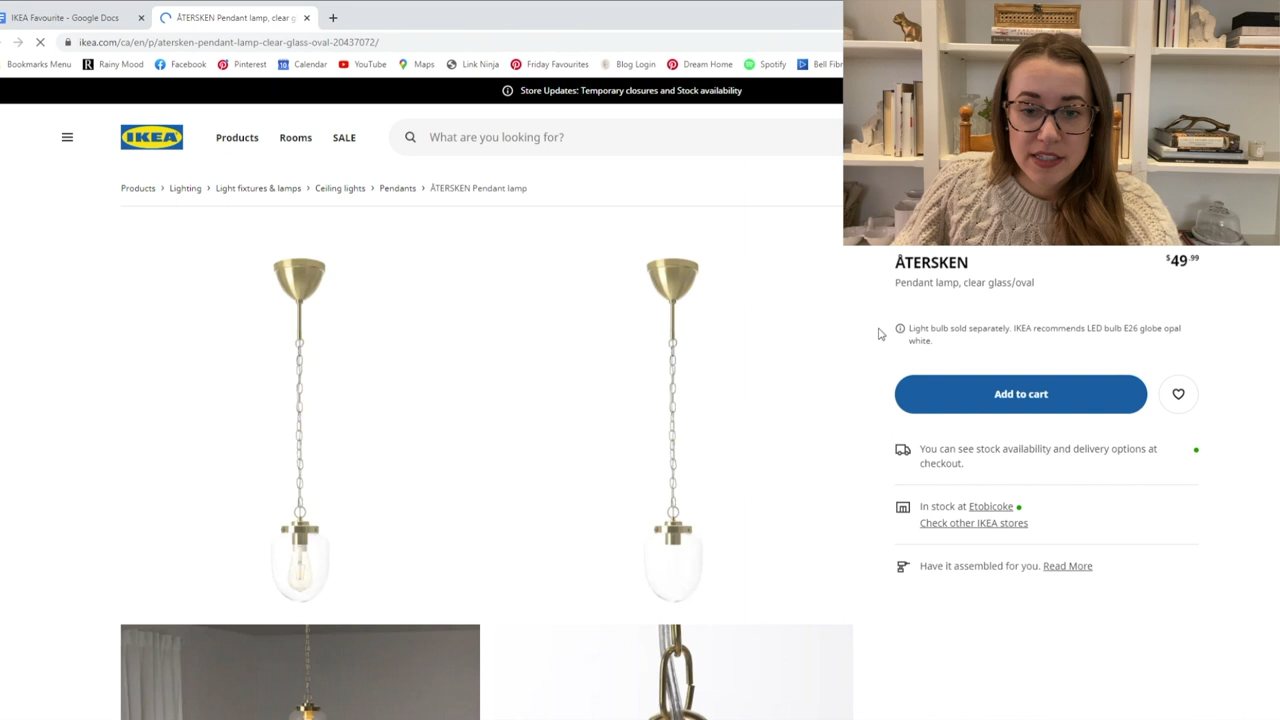 IKEA Favourite - Google Docs
ÅTERSKEN Pendant lamp, clear g
ikea.com/ca/en/p/atersken-pendant-lamp-clear-glass-oval-20437072/
Bookmarks Menu
Rainy Mood
Facebook
Pinterest
Calendar
YouTube
Maps
Link Ninja
Friday Favourites
Blog Login
Dream Home
Spotify
Bell Fib
Store Updates: Temporary closures and Stock availability
IKEA
Products
Rooms
SALE
What are you looking for?
Products > Lighting > Light fixtures & lamps > Ceiling lights > Pendants > ÅTERSKEN Pendant lamp
ÅTERSKEN
$49.99
Pendant lamp, clear glass/oval
Light bulb sold separately. IKEA recommends LED bulb E26 globe opal
white.
Add to cart
You can see stock availability and delivery options at
checkout.
In stock at Etobicoke
Check other IKEA stores
Have it assembled for you. Read More